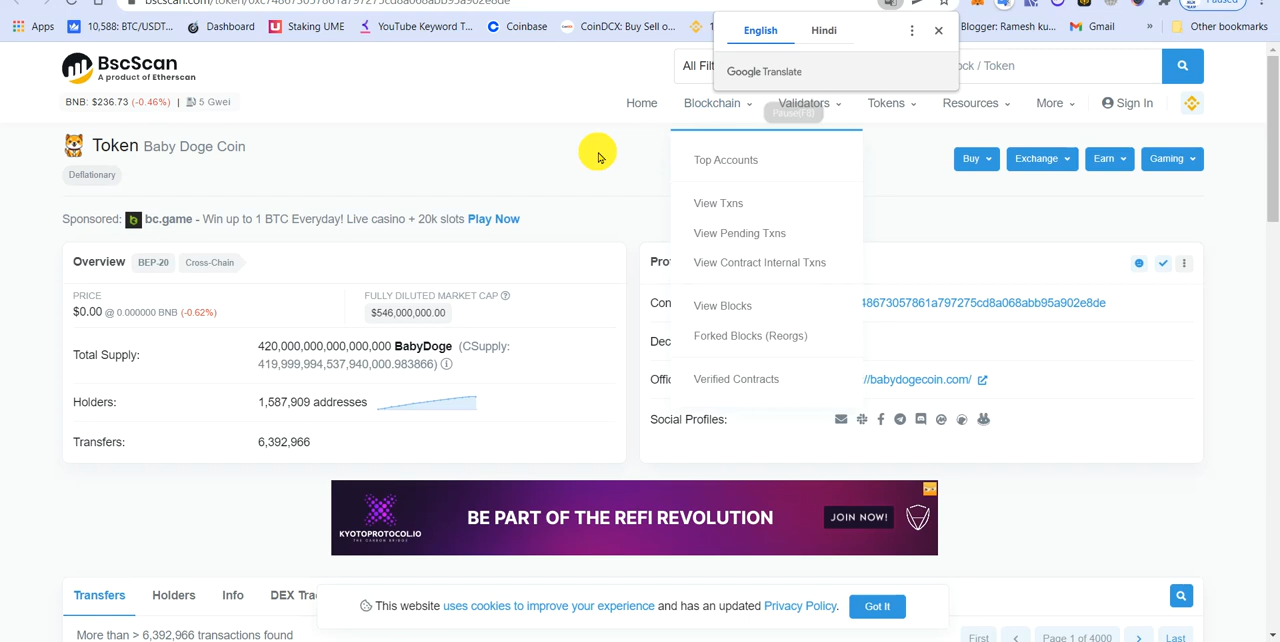 Apps 10,588: BTC/USDT... Dashboard Staking UME YouTube Keyword T... Coinbase CoinDCX: Buy Sell o... Blogger: Ramesh ku... Gmail » Other bookmarks
English Hindi
Google Translate
BscScan
A product of Etherscan
All Filt ock / Token
BNB: $236.73 (-0.46%) | 5 Gwei
Home Blockchain Validators Tokens Resources More Sign In
Pause(F8)
Token Baby Doge Coin
Buy Exchange Earn Gaming
Deflationary
Top Accounts
View Txns
View Pending Txns
View Contract Internal Txns
View Blocks
Forked Blocks (Reorgs)
Verified Contracts
Sponsored: bc.game - Win up to 1 BTC Everyday! Live casino + 20k slots Play Now
Overview BEP-20 Cross-Chain
PRICE
$0.00 @ 0.000000 BNB (-0.62%)
FULLY DILUTED MARKET CAP
$546,000,000.00
Total Supply: 420,000,000,000,000,000 BabyDoge (CSupply:
419,999,994,537,940,000.983866)
Holders: 1,587,909 addresses
Transfers: 6,392,966
Pro
Con 48673057861a797275cd8a068abb95a902e8de
Dec
Offic //babydogecoin.com/
Social Profiles:
KYOTOPROTOCOL.IO
BE PART OF THE REFI REVOLUTION
JOIN NOW!
Transfers Holders Info DEX Tra
This website uses cookies to improve your experience and has an updated Privacy Policy. Got It
More than > 6,392,966 transactions found
First Page 1 of 4000 Last